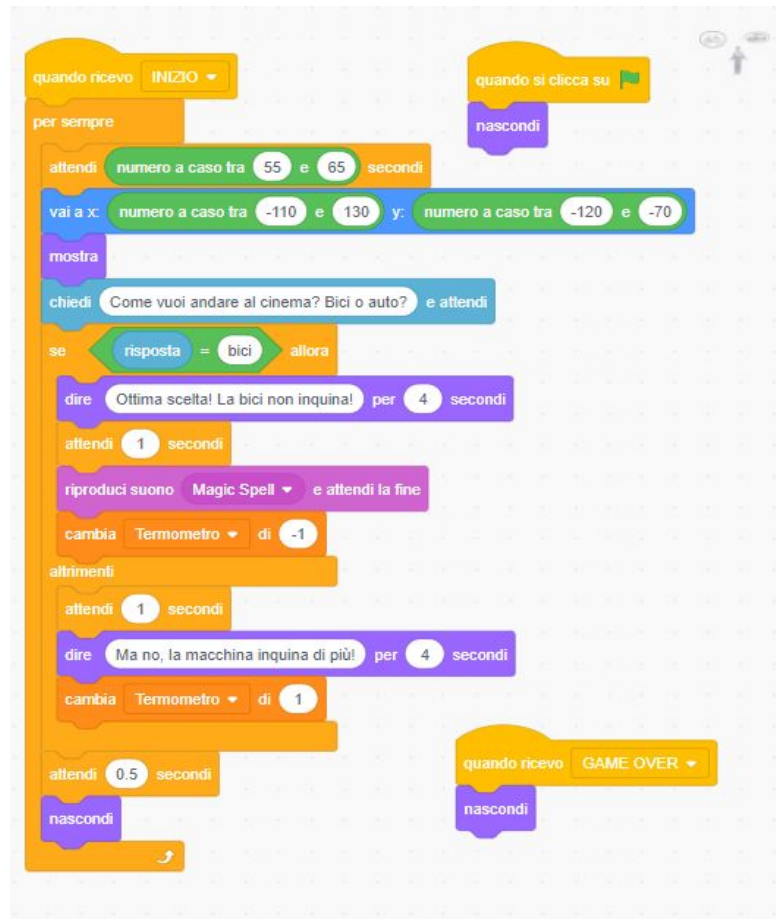 quando ricevo INIZIO
per sempre
attendi numero a caso tra 55 e 65 secondi
vai a x: numero a caso tra -110 e 130 y: numero a caso tra -120 e -70
mostra
chiedi Come vuoi andare al cinema? Bici o auto? e attendi
se risposta = bici allora
dire Ottima scelta! La bici non inquina! per 4 secondi
attendi 1 secondi
riproduci suono Magic Spell e attendi la fine
cambia Termometro di -1
altrimenti
attendi 1 secondi
dire Ma no, la macchina inquina di più! per 4 secondi
cambia Termometro di 1
attendi 0.5 secondi
nascondi
quando si clicca su
nascondi
quando ricevo GAME OVER
nascondi